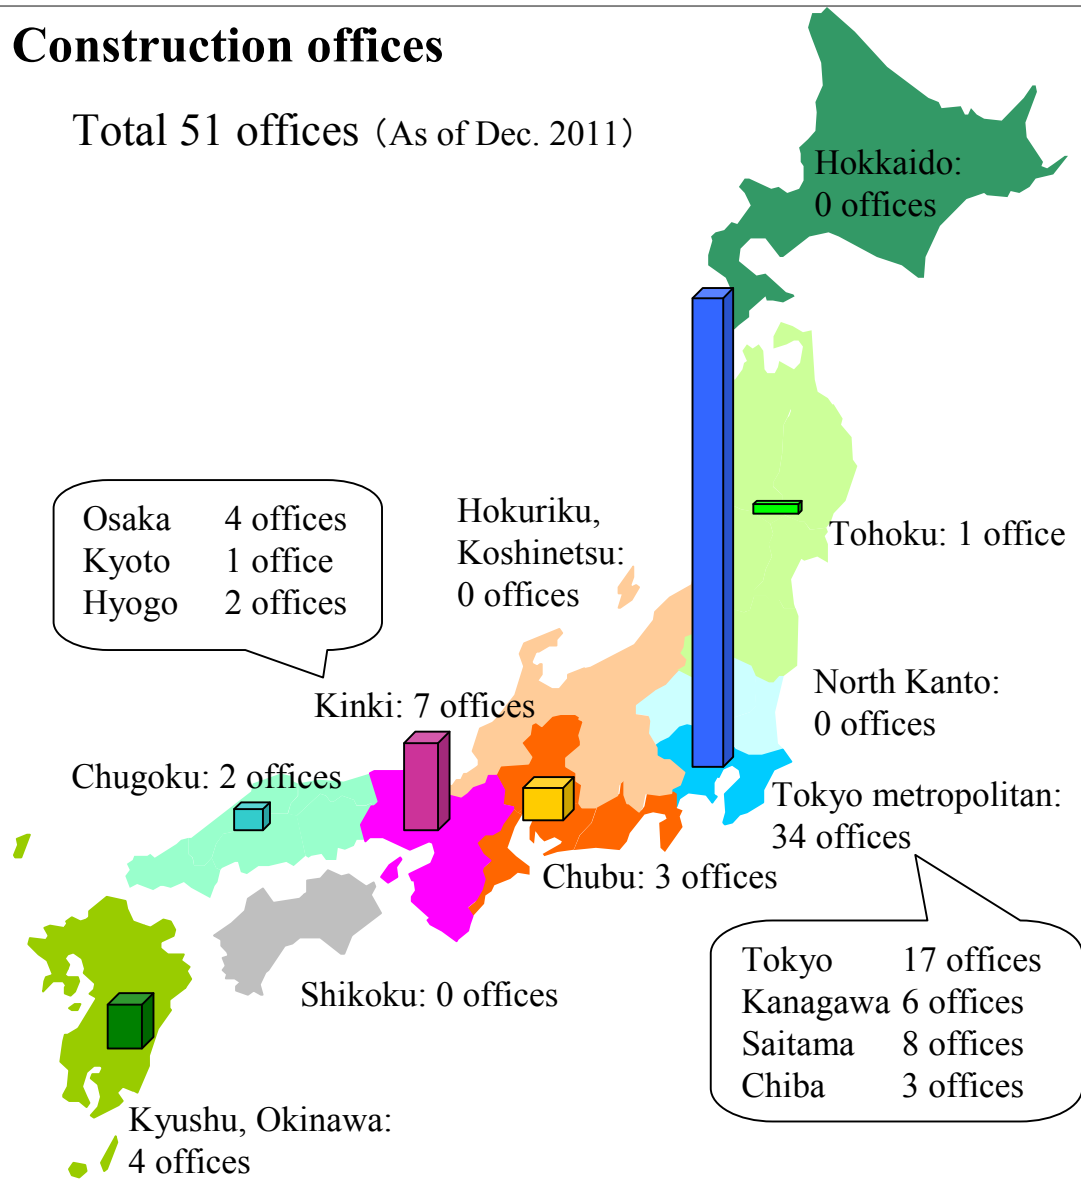 Construction offices
Total 51 offices (As of Dec. 2011)
Hokkaido:
0 offices
Osaka 4 offices
Kyoto 1 office
Hyogo 2 offices
Hokuriku,
Koshinetsu:
0 offices
Tohoku: 1 office
Kinki: 7 offices
North Kanto:
0 offices
Chugoku: 2 offices
Tokyo metropolitan:
34 offices
Chubu: 3 offices
Tokyo 17 offices
Kanagawa 6 offices
Saitama 8 offices
Chiba 3 offices
Shikoku: 0 offices
Kyushu, Okinawa:
4 offices